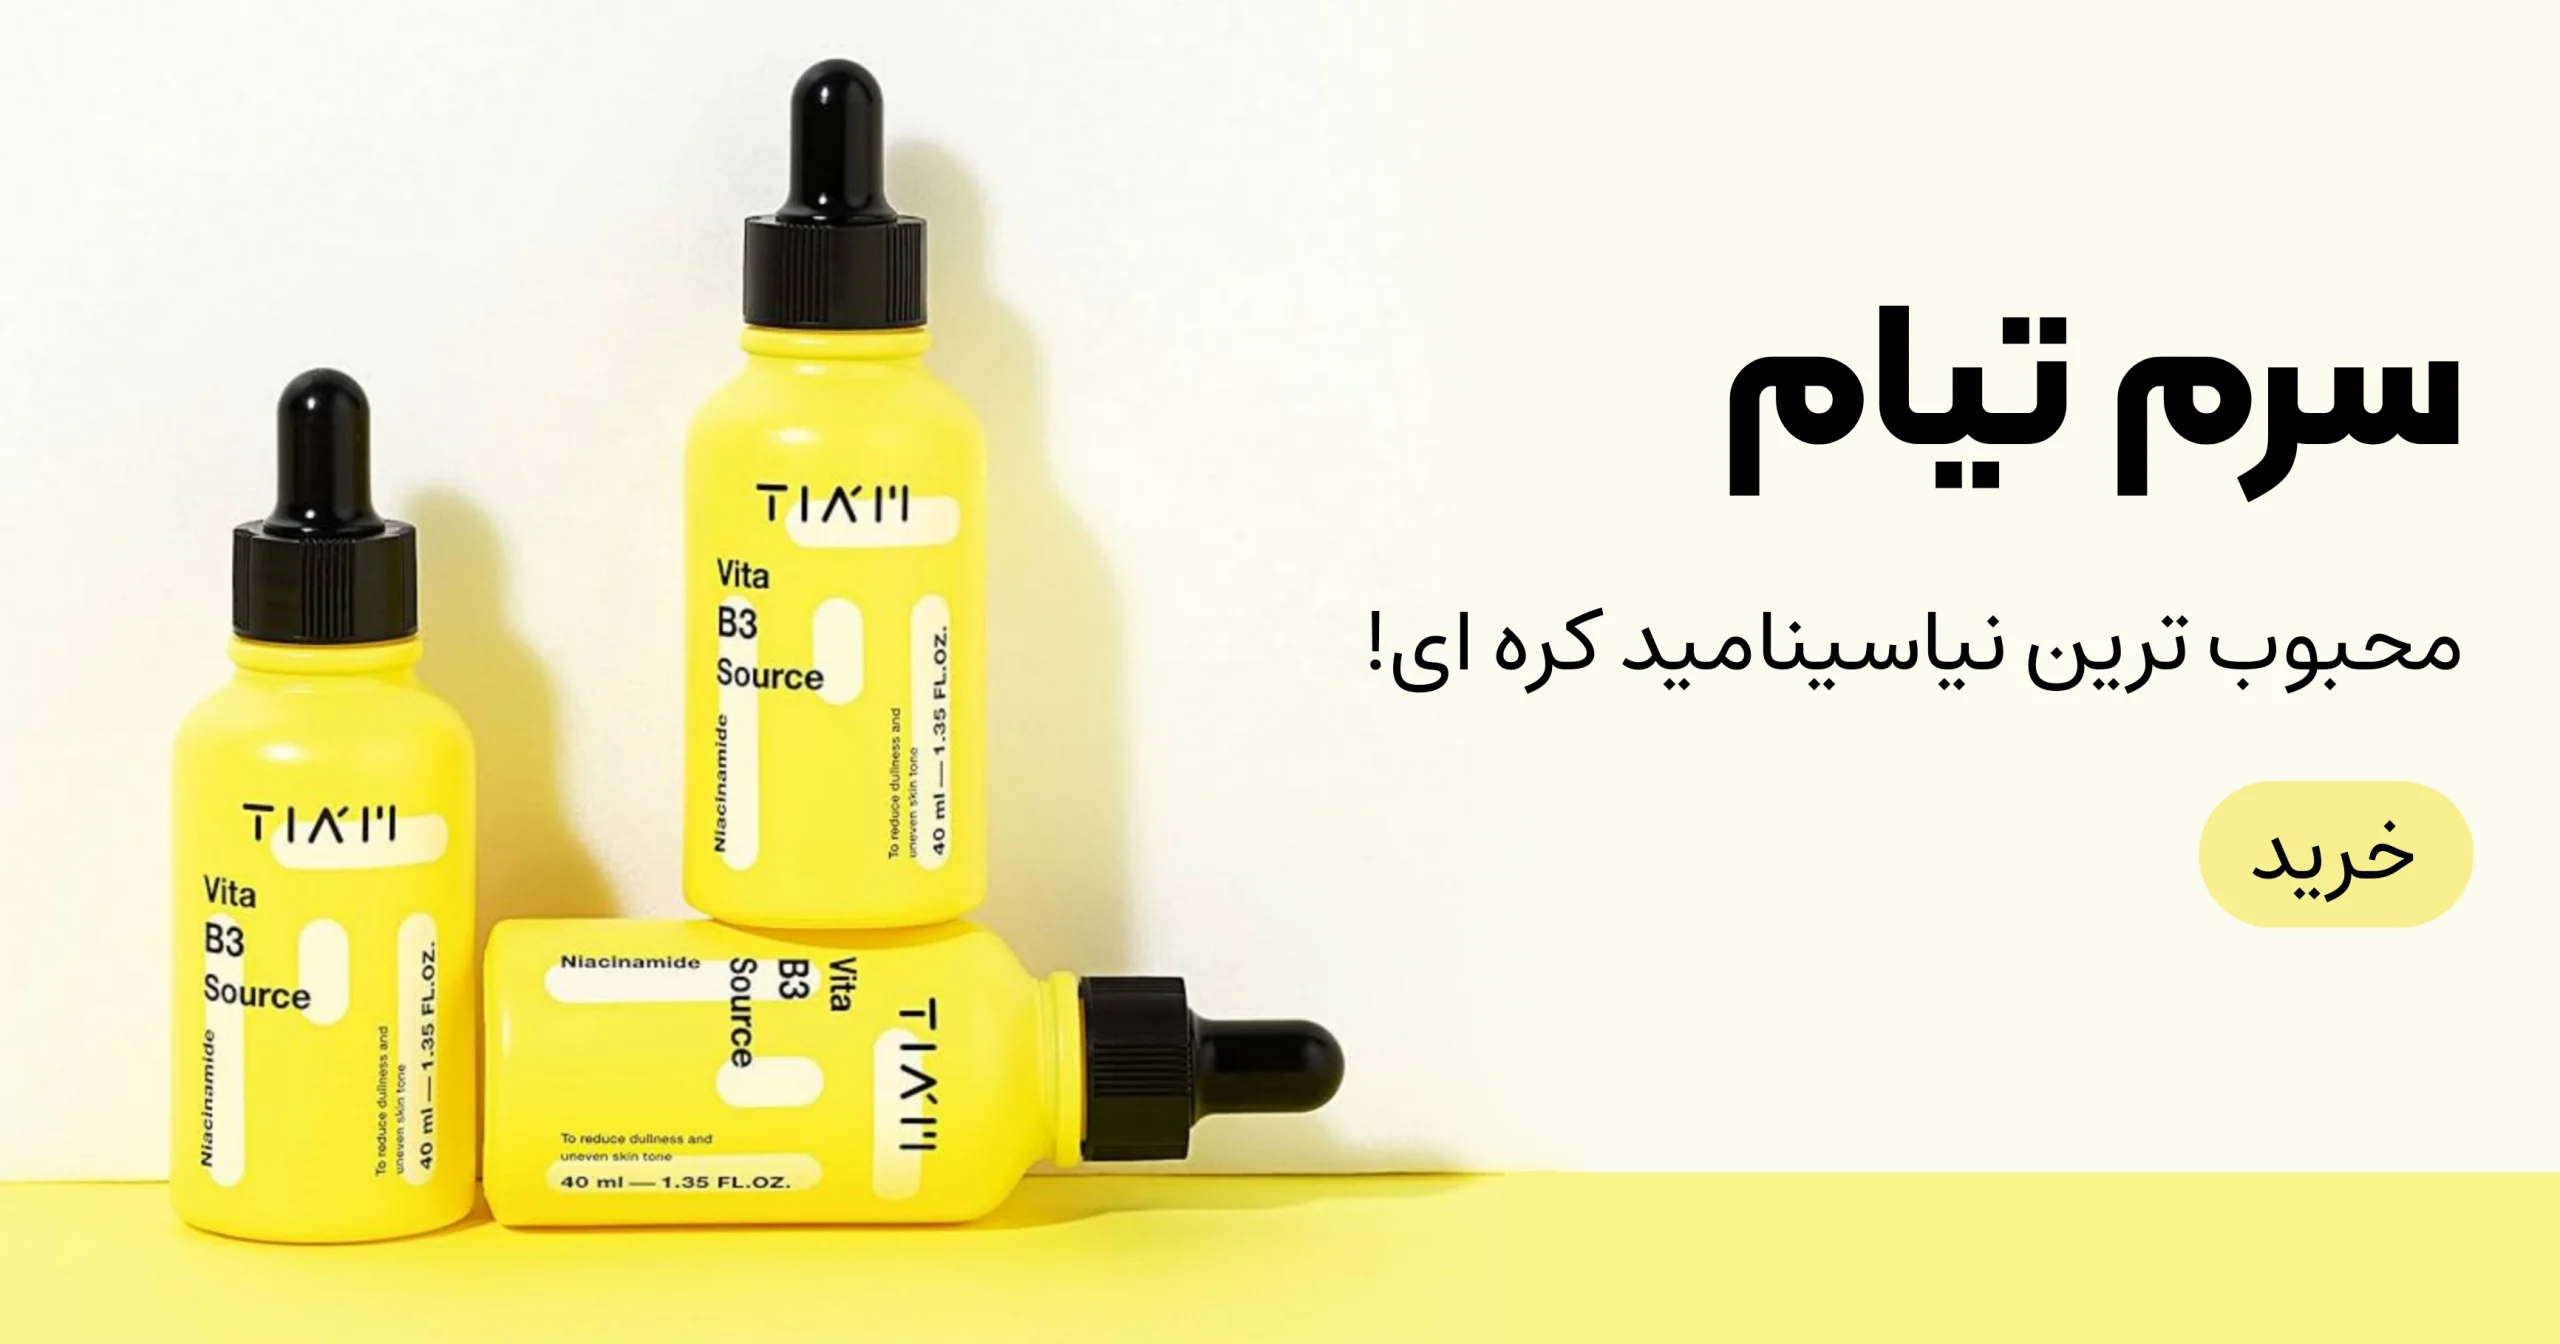 سرم تیام
محبوب ترین نیاسینامید کره ای!
خرید
TIAM
Vita
B3
Source
Niacinamide
To reduce dullness and
uneven skin tone
40 ml — 1.35 FL.OZ.
TIAM
Vita
B3
Source
Niacinamide
To reduce dullness and
uneven skin tone
40 ml — 1.35 FL.OZ.
TIAM
Vita
B3
Source
Niacinamide
To reduce dullness and
uneven skin tone
40 ml — 1.35 FL.OZ.